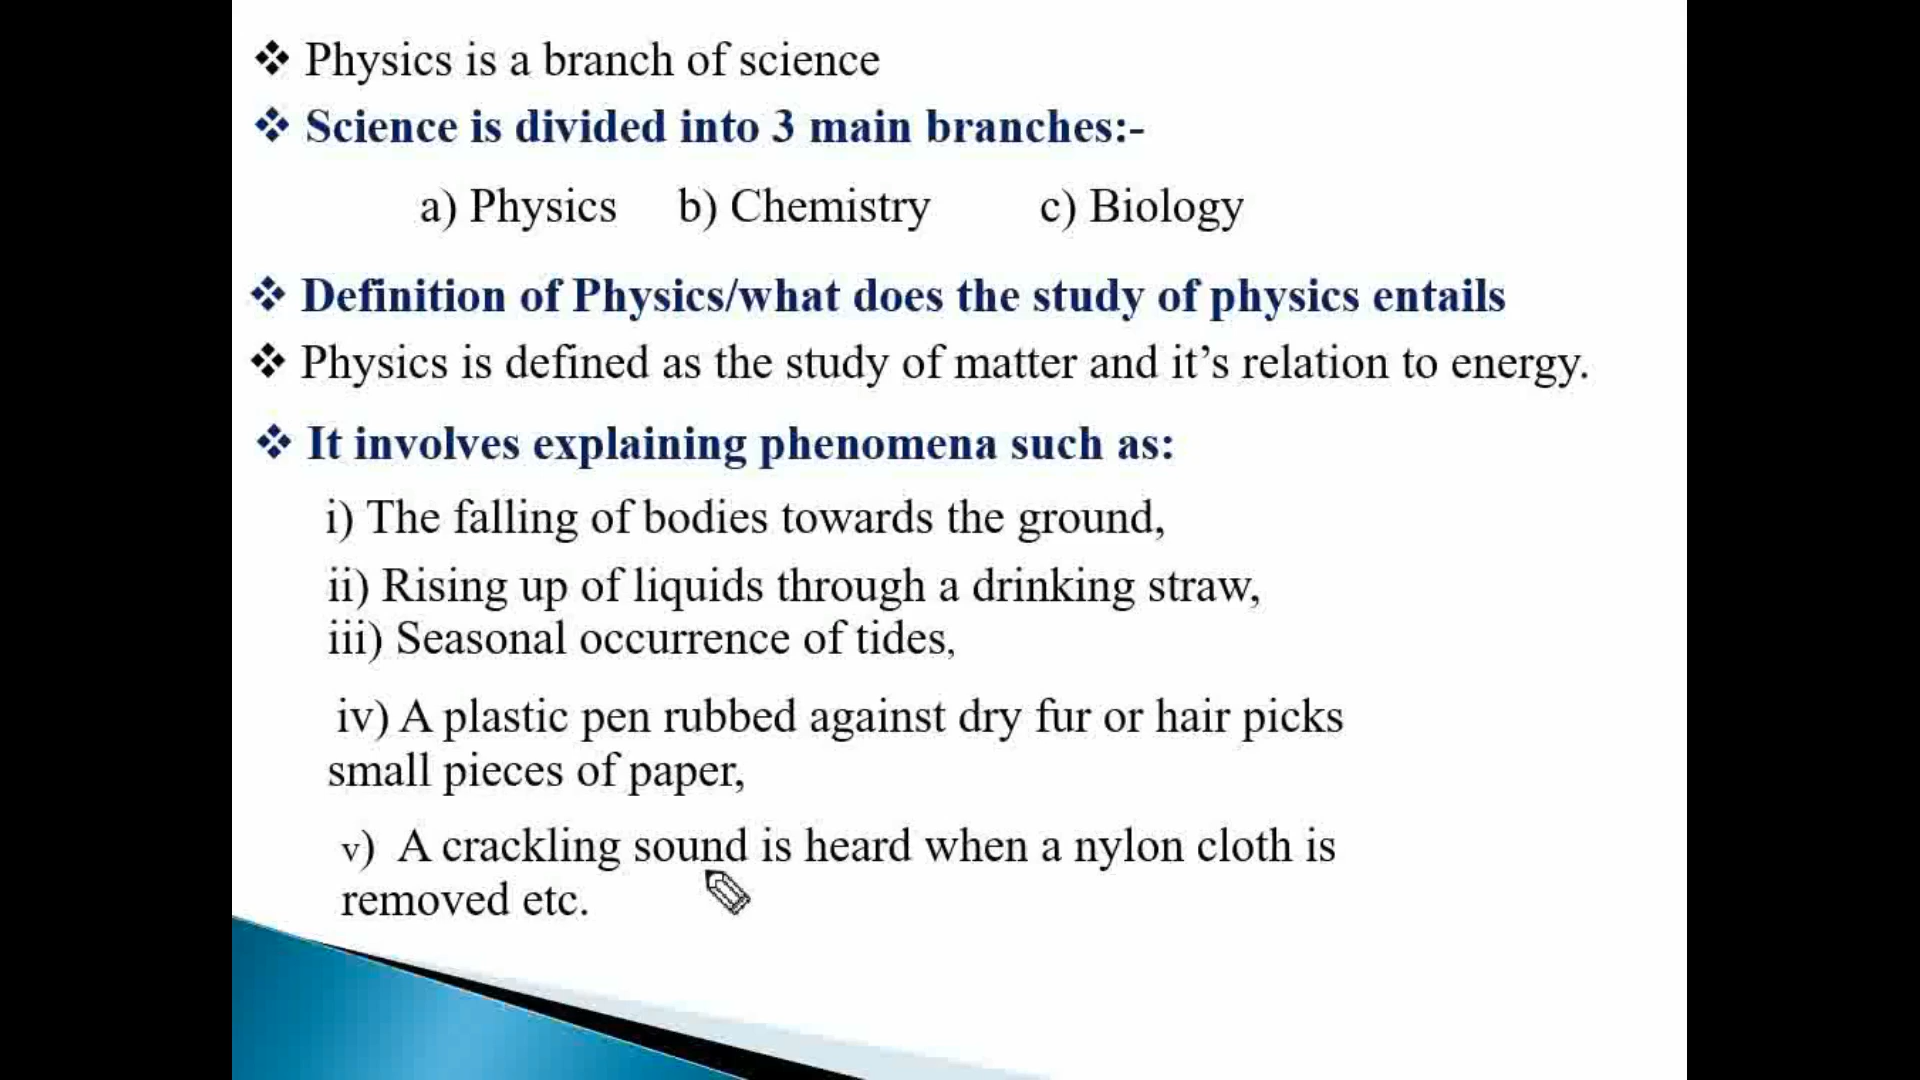 ❖ Physics is a branch of science
❖ Science is divided into 3 main branches:-
a) Physics b) Chemistry c) Biology
❖ Definition of Physics/what does the study of physics entails
❖ Physics is defined as the study of matter and it’s relation to energy.
❖ It involves explaining phenomena such as:
i) The falling of bodies towards the ground,
ii) Rising up of liquids through a drinking straw,
iii) Seasonal occurrence of tides,
iv) A plastic pen rubbed against dry fur or hair picks
small pieces of paper,
v) A crackling sound is heard when a nylon cloth is
removed etc.